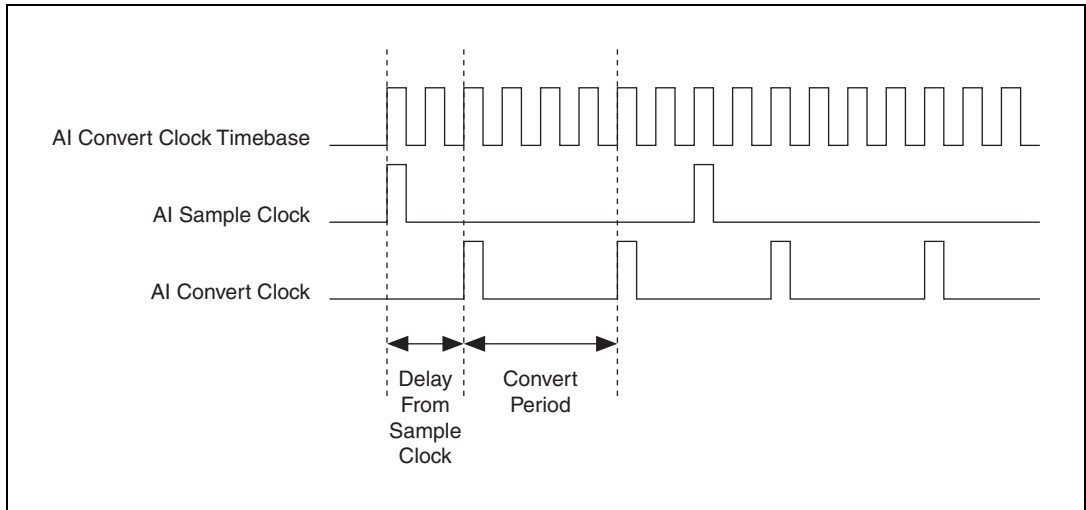 AI Convert Clock Timebase
AI Sample Clock
AI Convert Clock
Delay
From
Sample
Clock
Convert
Period